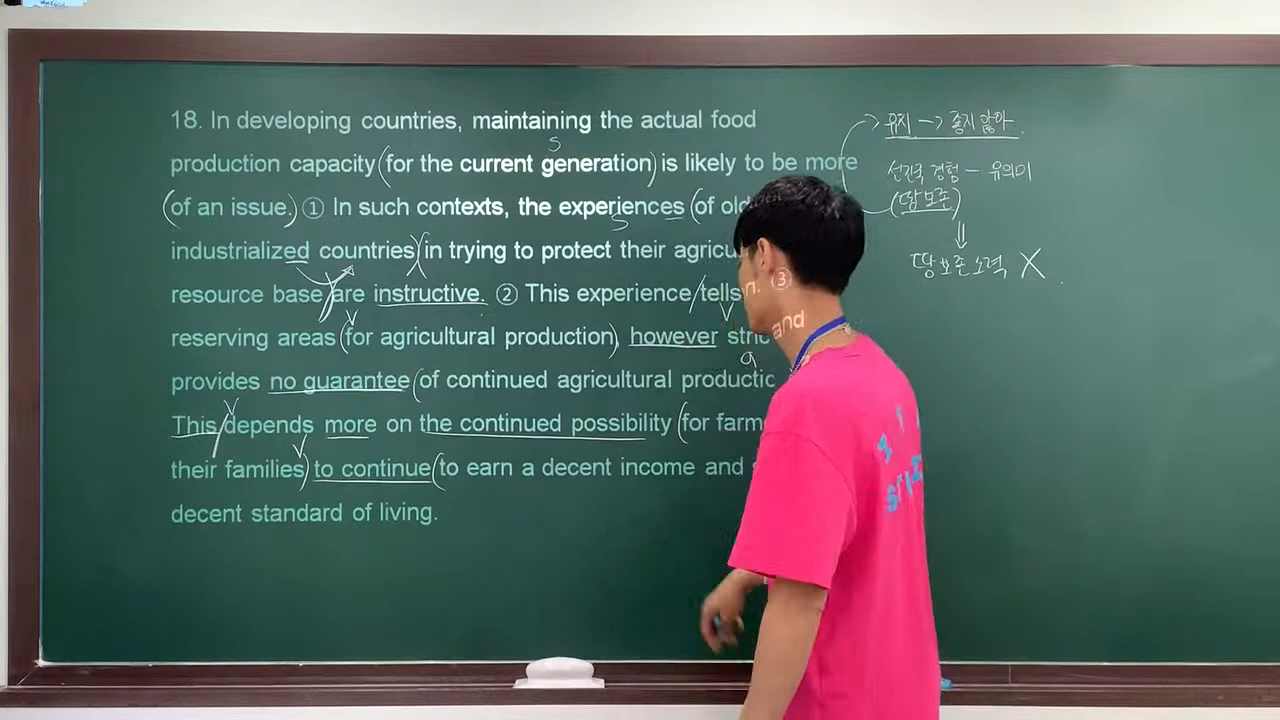 18. In developing countries, maintaining the actual food
production capacity (for the current generation) is likely to be more
(of an issue.) ① In such contexts, the experiences (of
industrialized countries) in trying to protect their
resource base are instructive. ② This experience / tells n. ③
reserving areas (for agricultural production), however and
provides no guarantee (of continued agricultural
This / depends more on the continued possibility (for
their families) to continue (to earn a decent income and
decent standard of living.
S
S
유지 → 좋지 않아
선진국 경험 - 유의미
(땅 보존)
⇓
땅 보존 노력 X